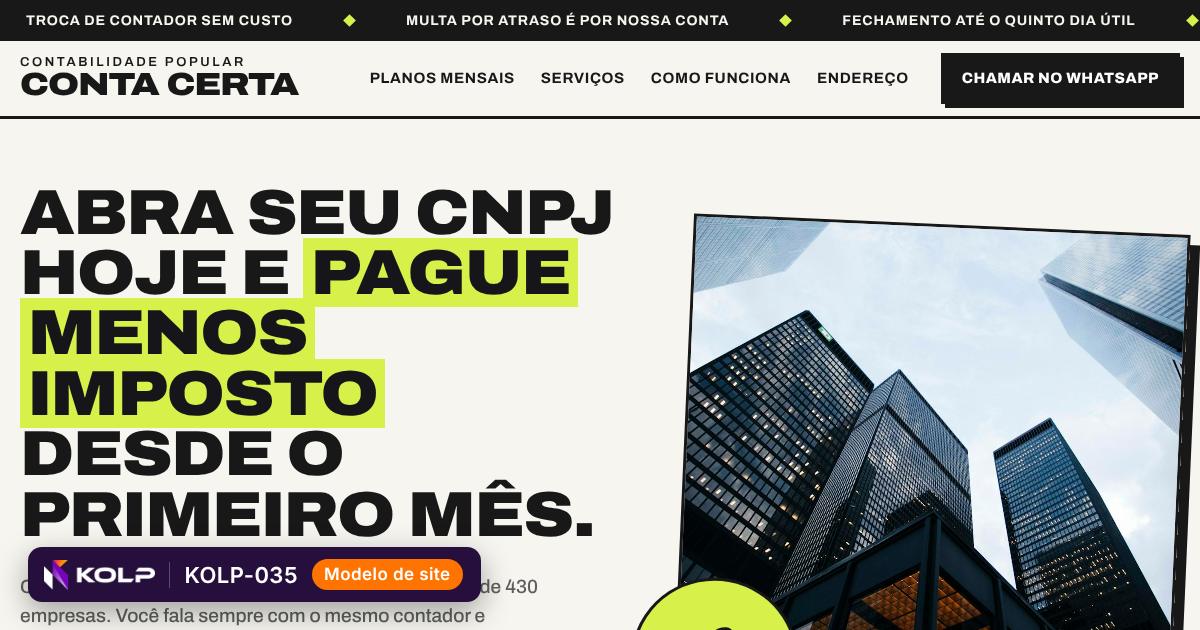 TROCA DE CONTADOR SEM CUSTO ◆ MULTA POR ATRASO É POR NOSSA CONTA ◆ FECHAMENTO ATÉ O QUINTO DIA ÚTIL ◆
CONTABILIDADE POPULAR
CONTA CERTA
PLANOS MENSAIS SERVIÇOS COMO FUNCIONA ENDEREÇO CHAMAR NO WHATSAPP
ABRA SEU CNPJ
HOJE E PAGUE
MENOS
IMPOSTO
DESDE O
PRIMEIRO MÊS.
KOLP KOLP-035 Modelo de site
de 430
empresas. Você fala sempre com o mesmo contador e